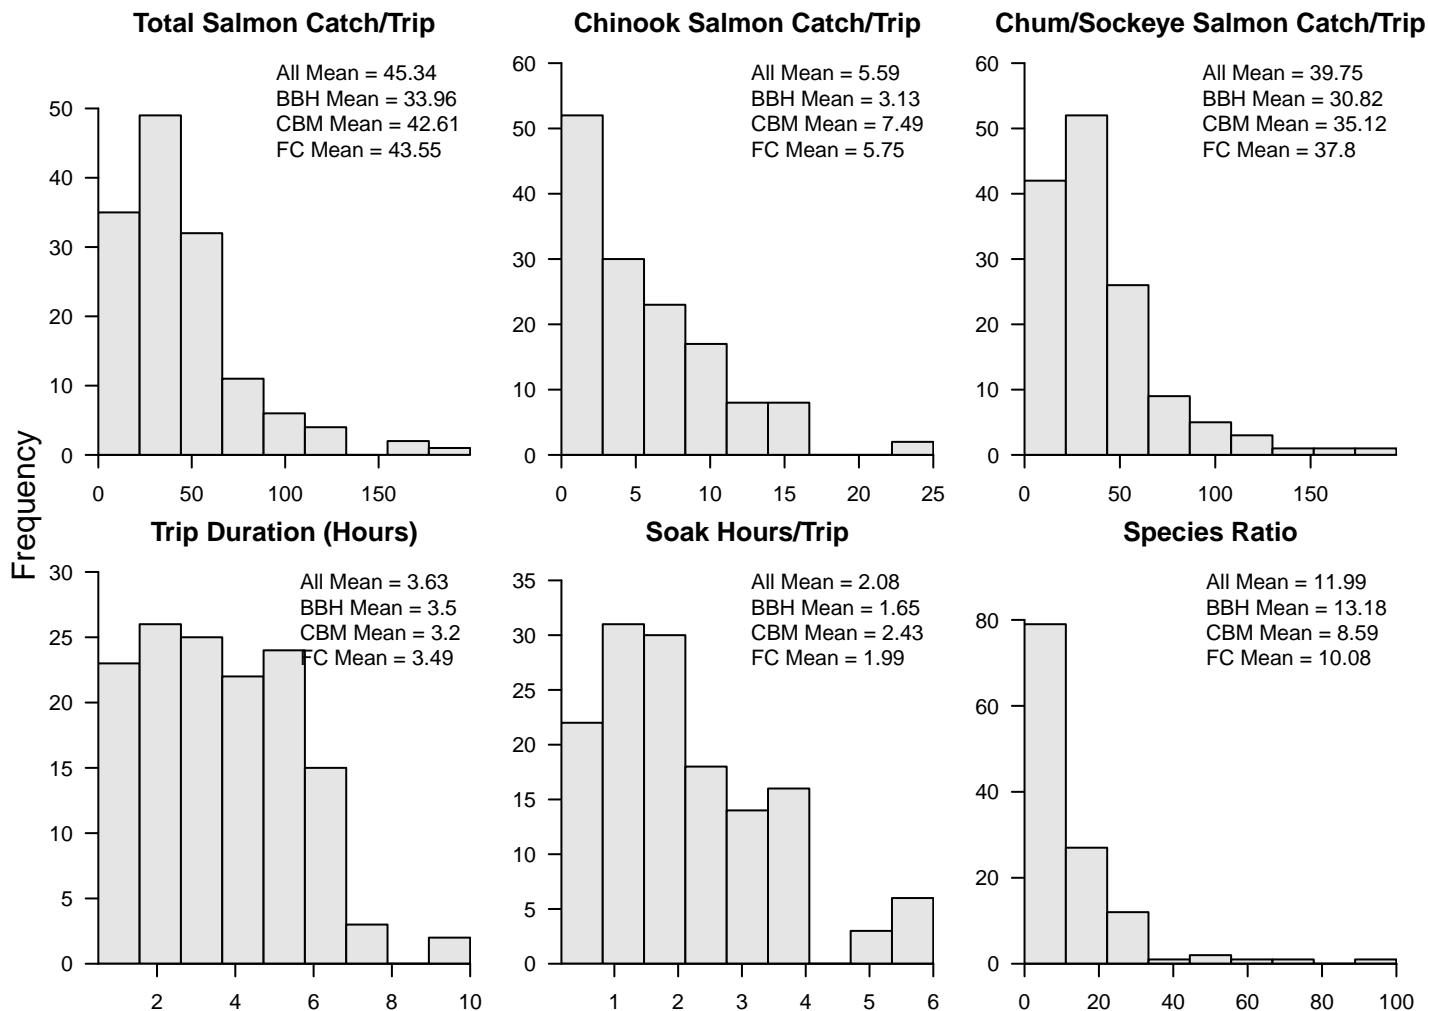 Total Salmon Catch/Trip
All Mean = 45.34
BBH Mean = 33.96
CBM Mean = 42.61
FC Mean = 43.55
50
40
30
20
10
0
0 50 100 150
Chinook Salmon Catch/Trip
All Mean = 5.59
BBH Mean = 3.13
CBM Mean = 7.49
FC Mean = 5.75
60
50
40
30
20
10
0
0 5 10 15 20 25
Chum/Sockeye Salmon Catch/Trip
All Mean = 39.75
BBH Mean = 30.82
CBM Mean = 35.12
FC Mean = 37.8
60
50
40
30
20
10
0
0 50 100 150
Frequency
Trip Duration (Hours)
All Mean = 3.63
BBH Mean = 3.5
CBM Mean = 3.2
FC Mean = 3.49
30
25
20
15
10
5
0
2 4 6 8 10
Soak Hours/Trip
All Mean = 2.08
BBH Mean = 1.65
CBM Mean = 2.43
FC Mean = 1.99
35
30
25
20
15
10
5
0
1 2 3 4 5 6
Species Ratio
All Mean = 11.99
BBH Mean = 13.18
CBM Mean = 8.59
FC Mean = 10.08
80
60
40
20
0
0 20 40 60 80 100